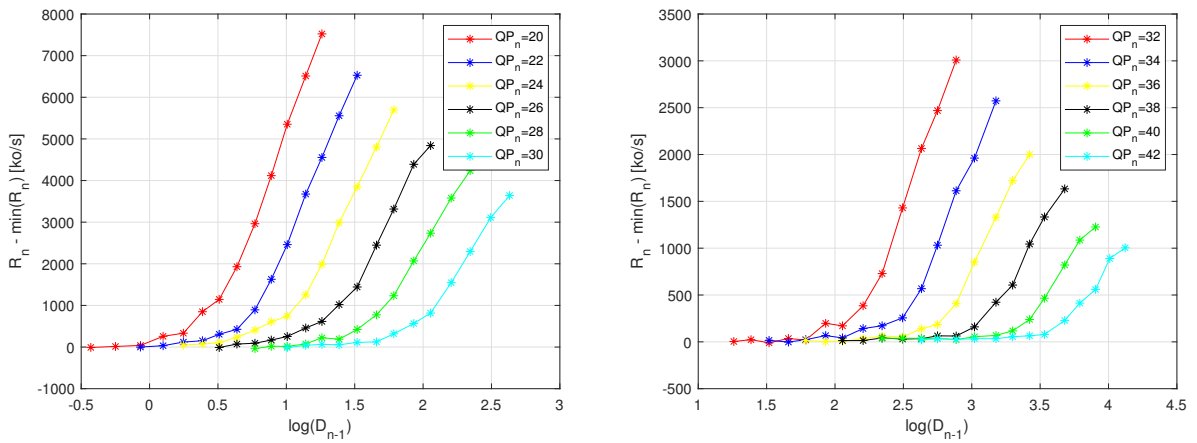 8000
7000
6000
5000
4000
3000
2000
1000
0
-1000
R_n - min(R_n) [ko/s]
-0.5 0 0.5 1 1.5 2 2.5 3
log(D_{n-1})
QP_n=20
QP_n=22
QP_n=24
QP_n=26
QP_n=28
QP_n=30
3500
3000
2500
2000
1500
1000
500
0
-500
R_n - min(R_n) [ko/s]
1 1.5 2 2.5 3 3.5 4 4.5
log(D_{n-1})
QP_n=32
QP_n=34
QP_n=36
QP_n=38
QP_n=40
QP_n=42